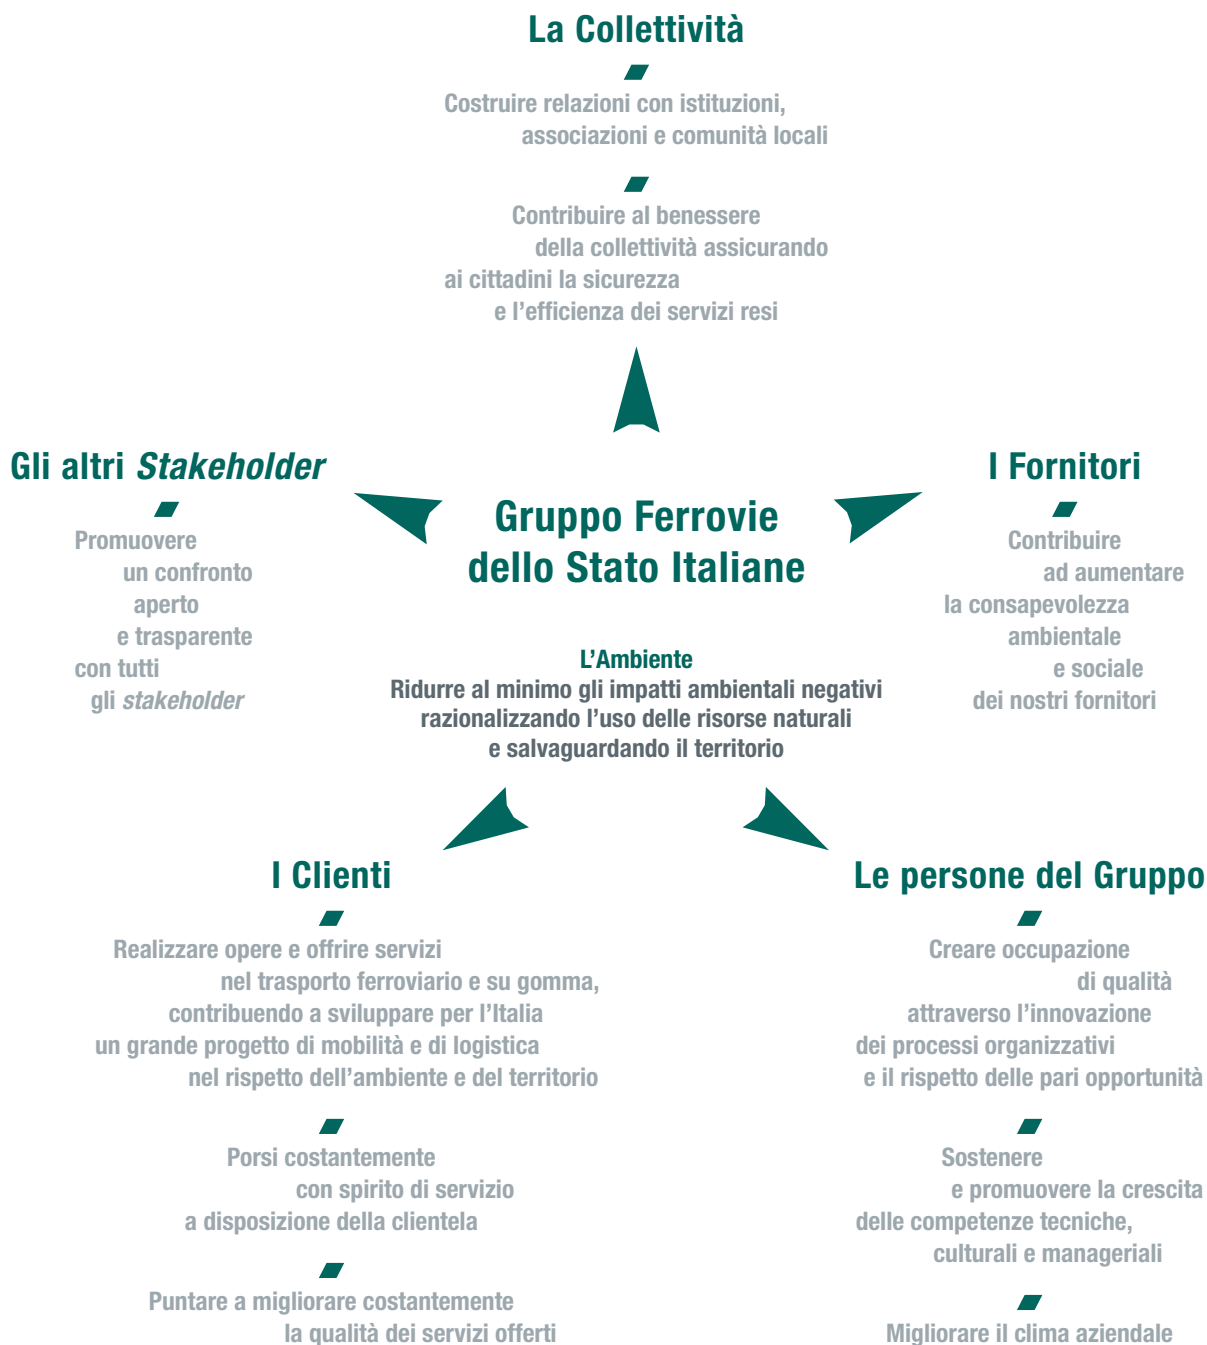 La Collettività
Costruire relazioni con istituzioni,
associazioni e comunità locali
Contribuire al benessere
della collettività assicurando
ai cittadini la sicurezza
e l’efficienza dei servizi resi
Gli altri Stakeholder
Promuovere
un confronto
aperto
e trasparente
con tutti
gli stakeholder
Gruppo Ferrovie
dello Stato Italiane
L’Ambiente
Ridurre al minimo gli impatti ambientali negativi
razionalizzando l’uso delle risorse naturali
e salvaguardando il territorio
I Fornitori
Contribuire
ad aumentare
la consapevolezza
ambientale
e sociale
dei nostri fornitori
I Clienti
Realizzare opere e offrire servizi
nel trasporto ferroviario e su gomma,
contribuendo a sviluppare per l’Italia
un grande progetto di mobilità e di logistica
nel rispetto dell’ambiente e del territorio
Porsi costantemente
con spirito di servizio
a disposizione della clientela
Puntare a migliorare costantemente
la qualità dei servizi offerti
Le persone del Gruppo
Creare occupazione
di qualità
attraverso l’innovazione
dei processi organizzativi
e il rispetto delle pari opportunità
Sostenere
e promuovere la crescita
delle competenze tecniche,
culturali e manageriali
Migliorare il clima aziendale